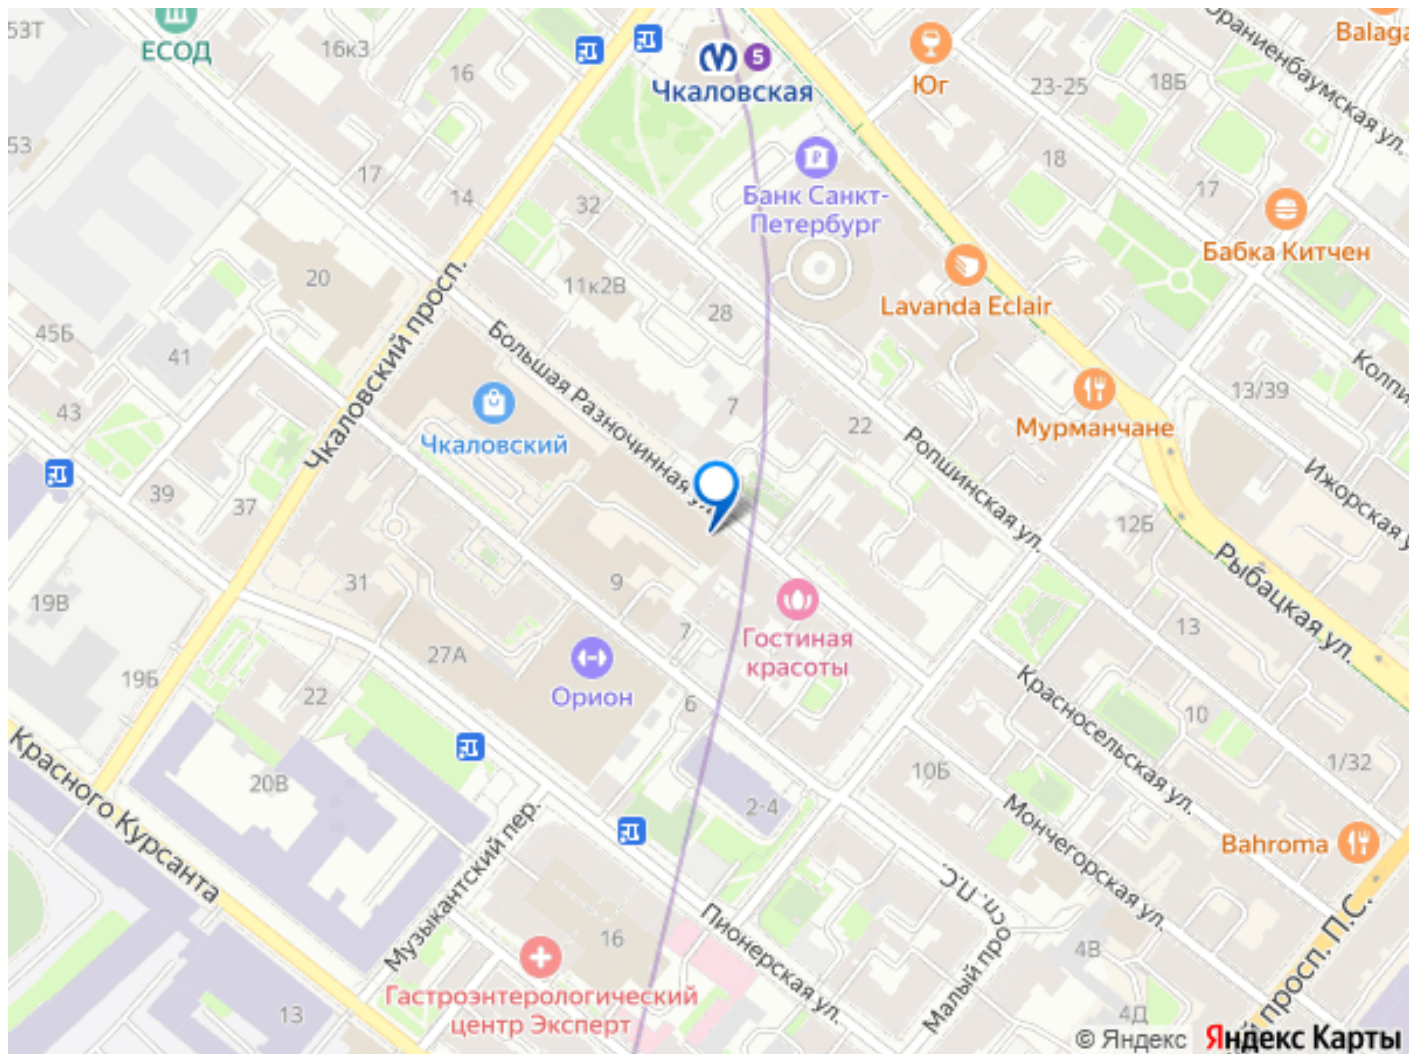 53Т
ЕСОД
16к3
16
5
Чкаловская
Юг
23-25
18Б
Ораниенбаумская ул.
Balaga
53
17
14
32
Банк Санкт-
Петербург
18
17
Бабка Китчен
20
11к2В
28
Lavanda Eclair
45Б
41
Чкаловский просп.
Большая Разночинная ул.
13/39
43
Чкаловский
7
22
Мурманчане
39
37
Ропшинская ул.
12Б
Ижорская у
Рыбацкая ул.
19В
31
9
Гостиная
красоты
7
27А
13
19Б
22
Орион
6
Красносельская ул.
10
1/32
Красного Курсанта
20В
2-4
10Б
Мончегорская ул.
Bahroma
Музыкантский пер.
Малый просп. П.С.
Пионерская ул.
16
4В
просп. П.С.
Гастроэнтерологический
центр Эксперт
13
4Д
© Яндекс Яндекс Карты